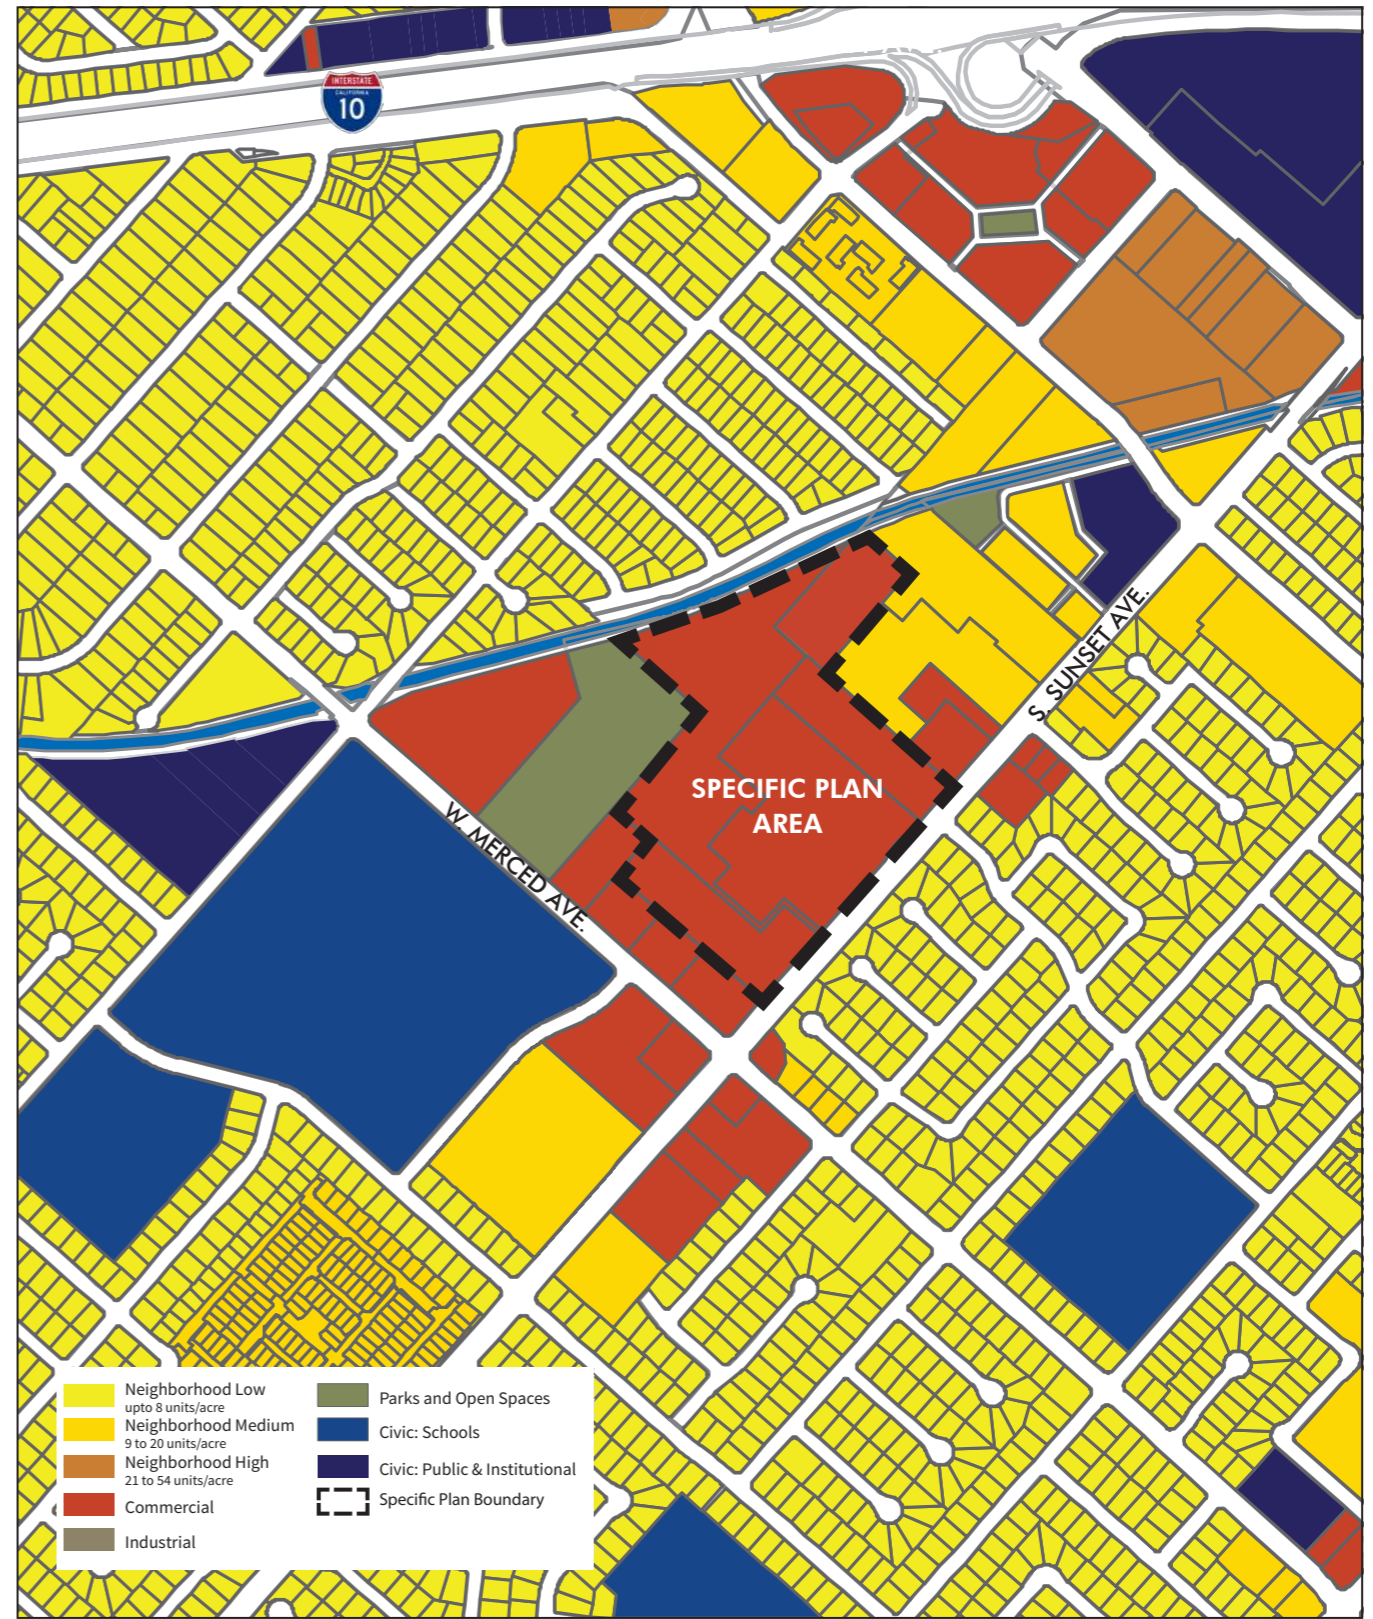 INTERSTATE
CALIFORNIA
10
S. SUNSET AVE.
SPECIFIC PLAN
AREA
W. MERCED AVE.
Neighborhood Low
upto 8 units/acre
Neighborhood Medium
9 to 20 units/acre
Neighborhood High
21 to 54 units/acre
Commercial
Industrial
Parks and Open Spaces
Civic: Schools
Civic: Public & Institutional
Specific Plan Boundary